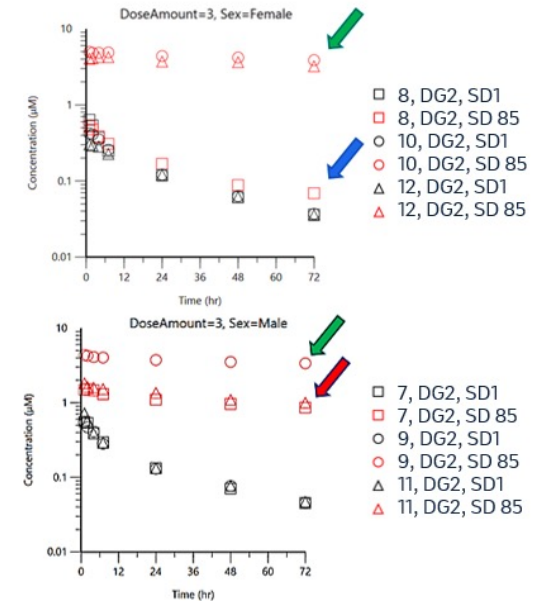 DoseAmount=3, Sex=Female
10
1
0.1
0.01
Concentration (µM)
0 12 24 36 48 60 72
Time (hr)
8, DG2, SD1
8, DG2, SD 85
10, DG2, SD1
10, DG2, SD 85
12, DG2, SD1
12, DG2, SD 85
DoseAmount=3, Sex=Male
10
1
0.1
0.01
Concentration (µM)
0 12 24 36 48 60 72
Time (hr)
7, DG2, SD1
7, DG2, SD 85
9, DG2, SD1
9, DG2, SD 85
11, DG2, SD1
11, DG2, SD 85